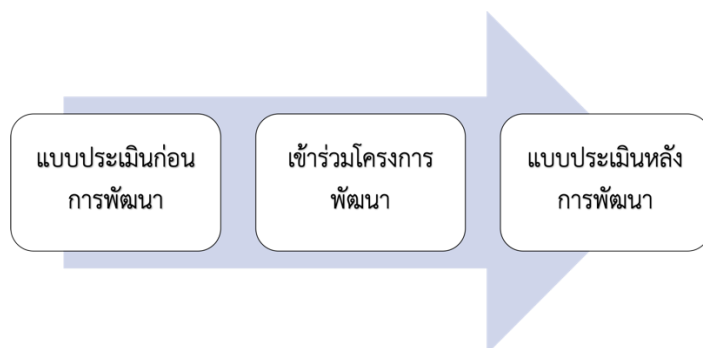 แบบประเมินก่อน
การพัฒนา
เข้าร่วมโครงการ
พัฒนา
แบบประเมินหลัง
การพัฒนา